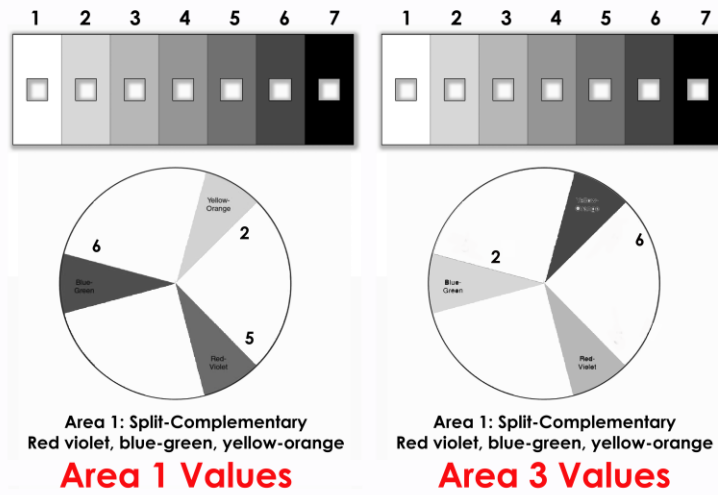 1 2 3 4 5 6 7
Yellow-
Orange
2
6
Blue-
Green
5
Red-
Violet
Area 1: Split-Complementary
Red violet, blue-green, yellow-orange
Area 1 Values
1 2 3 4 5 6 7
Yellow-
Orange
6
2
Blue-
Green
Red-
Violet
Area 1: Split-Complementary
Red violet, blue-green, yellow-orange
Area 3 Values